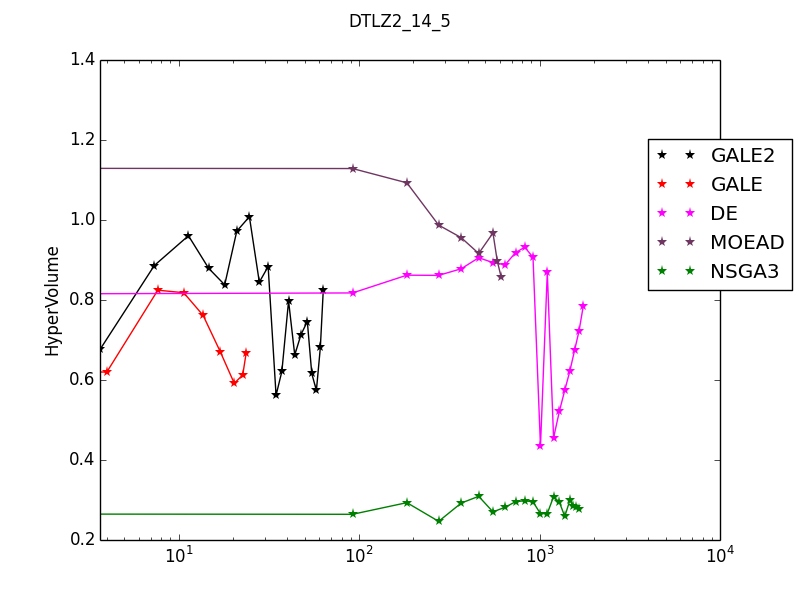 DTLZ2_14_5
1.4
1.2
1.0
0.8
0.6
0.4
0.2
HyperVolume
10^1
10^2
10^3
10^4
GALE2
GALE
DE
MOEAD
NSGA3